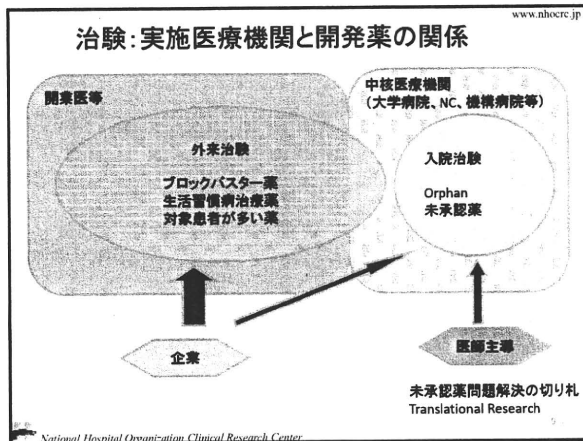 www.nhocrc.jp
治験:実施医療機関と開発薬の関係
開業医等
中核医療機関
(大学病院、NC、機構病院等)
外来治験
ブロックバスター薬
生活習慣病治療薬
対象患者が多い薬
入院治験
Orphan
未承認薬
企業
医師主導
未承認薬問題解決の切り札
Translational Research
National Hospital Organization Clinical Research Center